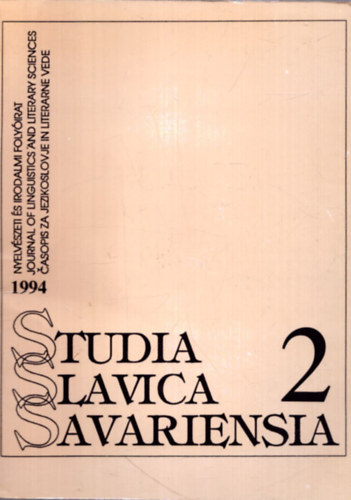 NYELVÉSZETI ÉS IRODALMI FOLYÓIRAT
JOURNAL OF LINGUISTICS AND LITERARY SCIENCES
ČASOPIS ZA JEZIKOSLOVJE IN LITERARNE VEDE
1994
STUDIA
SLAVICA
SAVARIENSIA
2